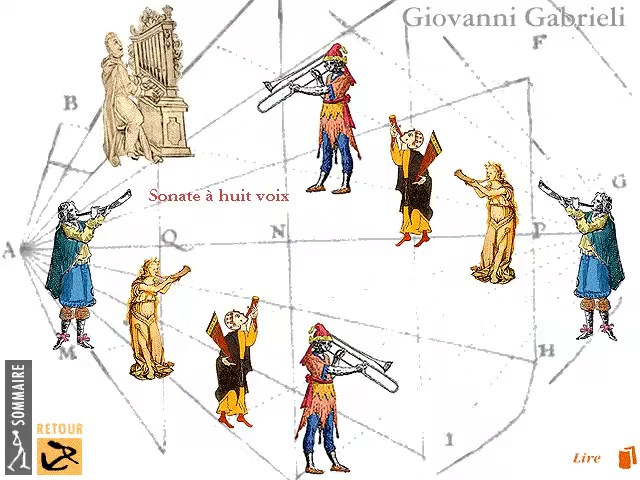 Giovanni Gabrieli
F
B
Sonate à huit voix
G
A
Q
N
P
M
H
SOMMAIRE
RETOUR
I
Lire